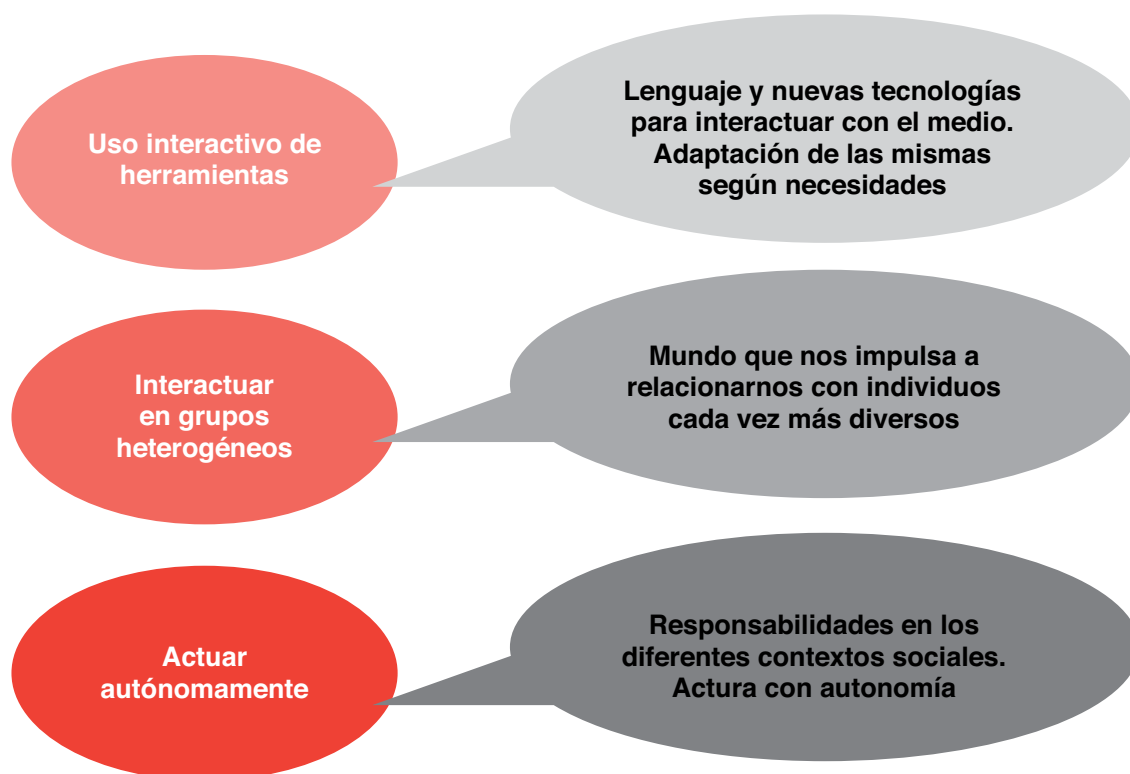 Uso interactivo de
herramientas
Lenguaje y nuevas tecnologías
para interactuar con el medio.
Adaptación de las mismas
según necesidades
Interactuar
en grupos
heterogéneos
Mundo que nos impulsa a
relacionarnos con individuos
cada vez más diversos
Actuar
autónomamente
Responsabilidades en los
diferentes contextos sociales.
Actura con autonomía